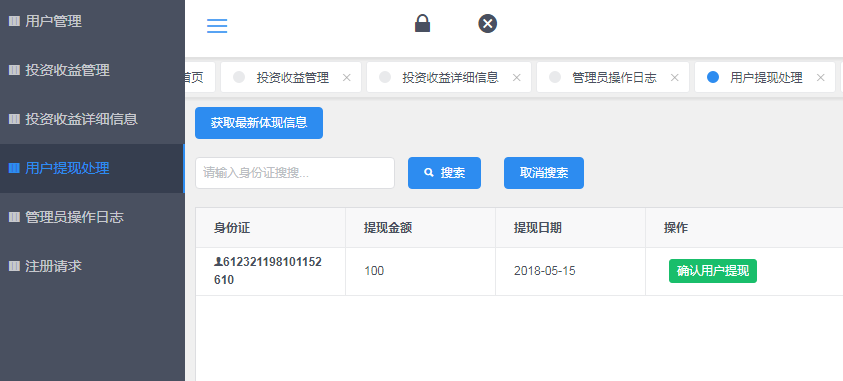 用户管理
投资收益管理
投资收益详细信息
用户提现处理
管理员操作日志
注册请求
首页 投资收益管理 投资收益详细信息 管理员操作日志 用户提现处理
获取最新体现信息
请输入身份证搜搜...
搜索 取消搜索
身份证 提现金额 提现日期 操作
612321198101152
610
100 2018-05-15 确认用户提现